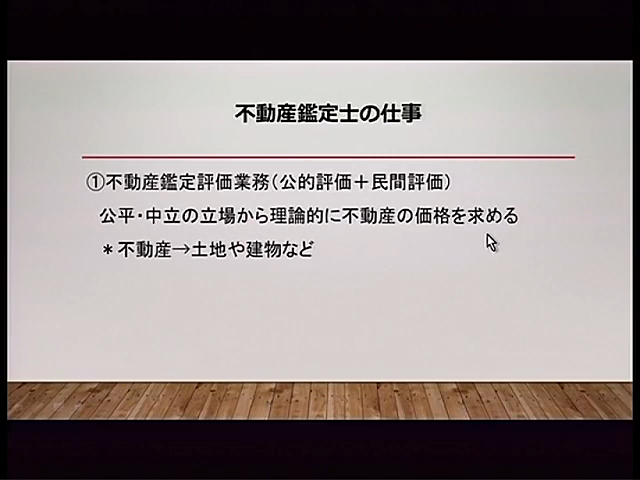 不動産鑑定士の仕事
①不動産鑑定評価業務（公的評価＋民間評価）
公平・中立の立場から理論的に不動産の価格を求める
＊不動産→土地や建物など